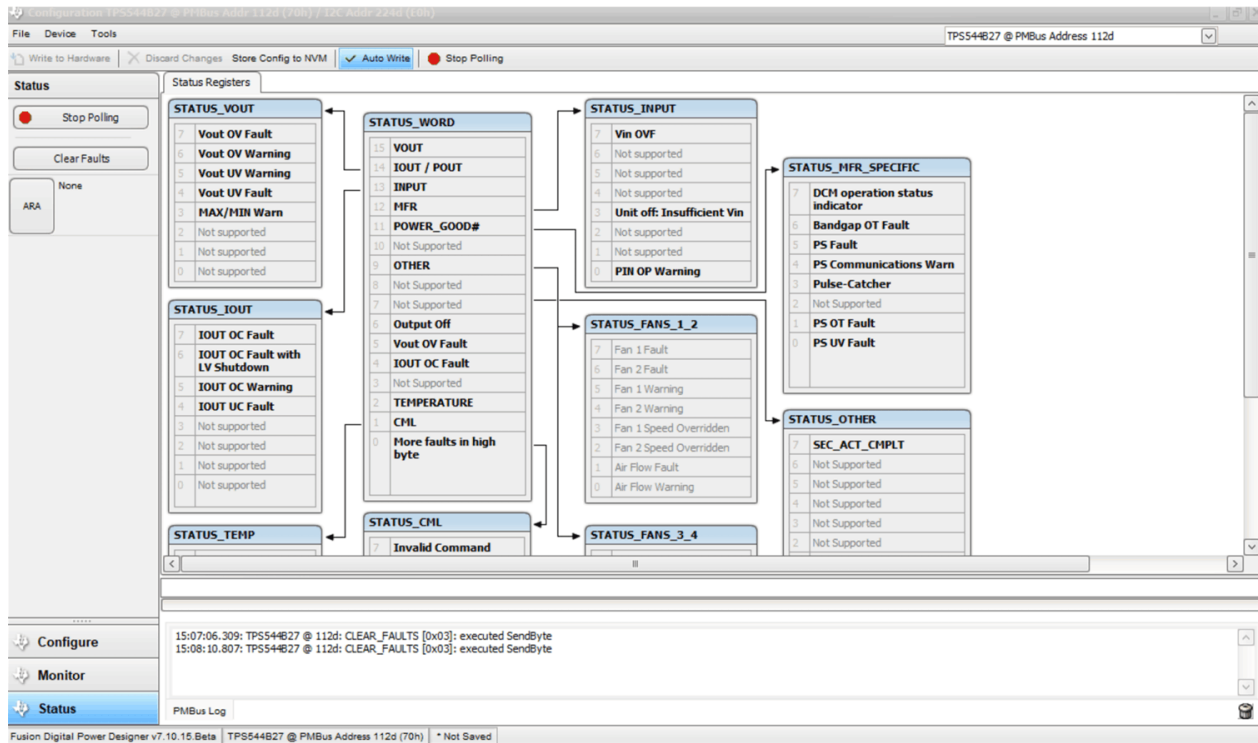 Configuration TPS544B27 @ PMBus Addr 112d (70h) / I2C Addr 224d (E0h)
File Device Tools
TPS544B27 @ PMBus Address 112d
Write to Hardware Discard Changes Store Config to NVM Auto Write Stop Polling
Status
Stop Polling
Clear Faults
ARA
None
Status Registers
STATUS_VOUT
7 Vout OV Fault
6 Vout OV Warning
5 Vout UV Warning
4 Vout UV Fault
3 MAX/MIN Warn
2 Not supported
1 Not supported
0 Not supported
STATUS_IOUT
7 IOUT OC Fault
6 IOUT OC Fault with
LV Shutdown
5 IOUT OC Warning
4 IOUT UC Fault
3 Not supported
2 Not supported
1 Not supported
0 Not supported
STATUS_TEMP
STATUS_WORD
15 VOUT
14 IOUT / POUT
13 INPUT
12 MFR
11 POWER_GOOD#
10 Not Supported
9 OTHER
8 Not Supported
7 Not Supported
6 Output Off
5 Vout OV Fault
4 IOUT OC Fault
3 Not Supported
2 TEMPERATURE
1 CML
0 More faults in high
byte
STATUS_CML
7 Invalid Command
STATUS_INPUT
7 Vin OVF
6 Not supported
5 Not supported
4 Not supported
3 Unit off: Insufficient Vin
2 Not supported
1 Not supported
0 PIN OP Warning
STATUS_FANS_1_2
7 Fan 1 Fault
6 Fan 2 Fault
5 Fan 1 Warning
4 Fan 2 Warning
3 Fan 1 Speed Overridden
2 Fan 2 Speed Overridden
1 Air Flow Fault
0 Air Flow Warning
STATUS_FANS_3_4
STATUS_MFR_SPECIFIC
7 DCM operation status
indicator
6 Bandgap OT Fault
5 PS Fault
4 PS Communications Warn
3 Pulse-Catcher
2 Not Supported
1 PS OT Fault
0 PS UV Fault
STATUS_OTHER
7 SEC_ACT_CMPLT
6 Not Supported
5 Not Supported
4 Not Supported
3 Not Supported
2 Not Supported
Configure
Monitor
Status
15:07:06.309: TPS544B27 @ 112d: CLEAR_FAULTS [0x03]: executed SendByte
15:08:10.807: TPS544B27 @ 112d: CLEAR_FAULTS [0x03]: executed SendByte
PMBus Log
Fusion Digital Power Designer v7.10.15.Beta TPS544B27 @ PMBus Address 112d (70h) * Not Saved